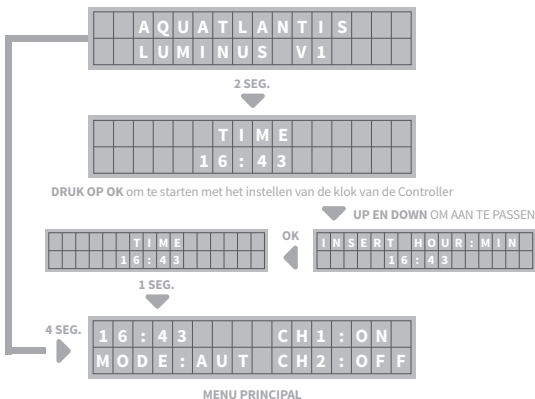 AQUATLANTIS
LUMINUS V1
2 SEG.
TIME
16:43
DRUK OP OK om te starten met het instellen van de klok van de Controller
UP EN DOWN OM AAN TE PASSEN
OK
TIME
16:43
INSERT HOUR:MIN
16:43
1 SEG.
4 SEG.
16:43 CH1:ON
MODE:AUT CH2:OFF
MENU PRINCIPAL